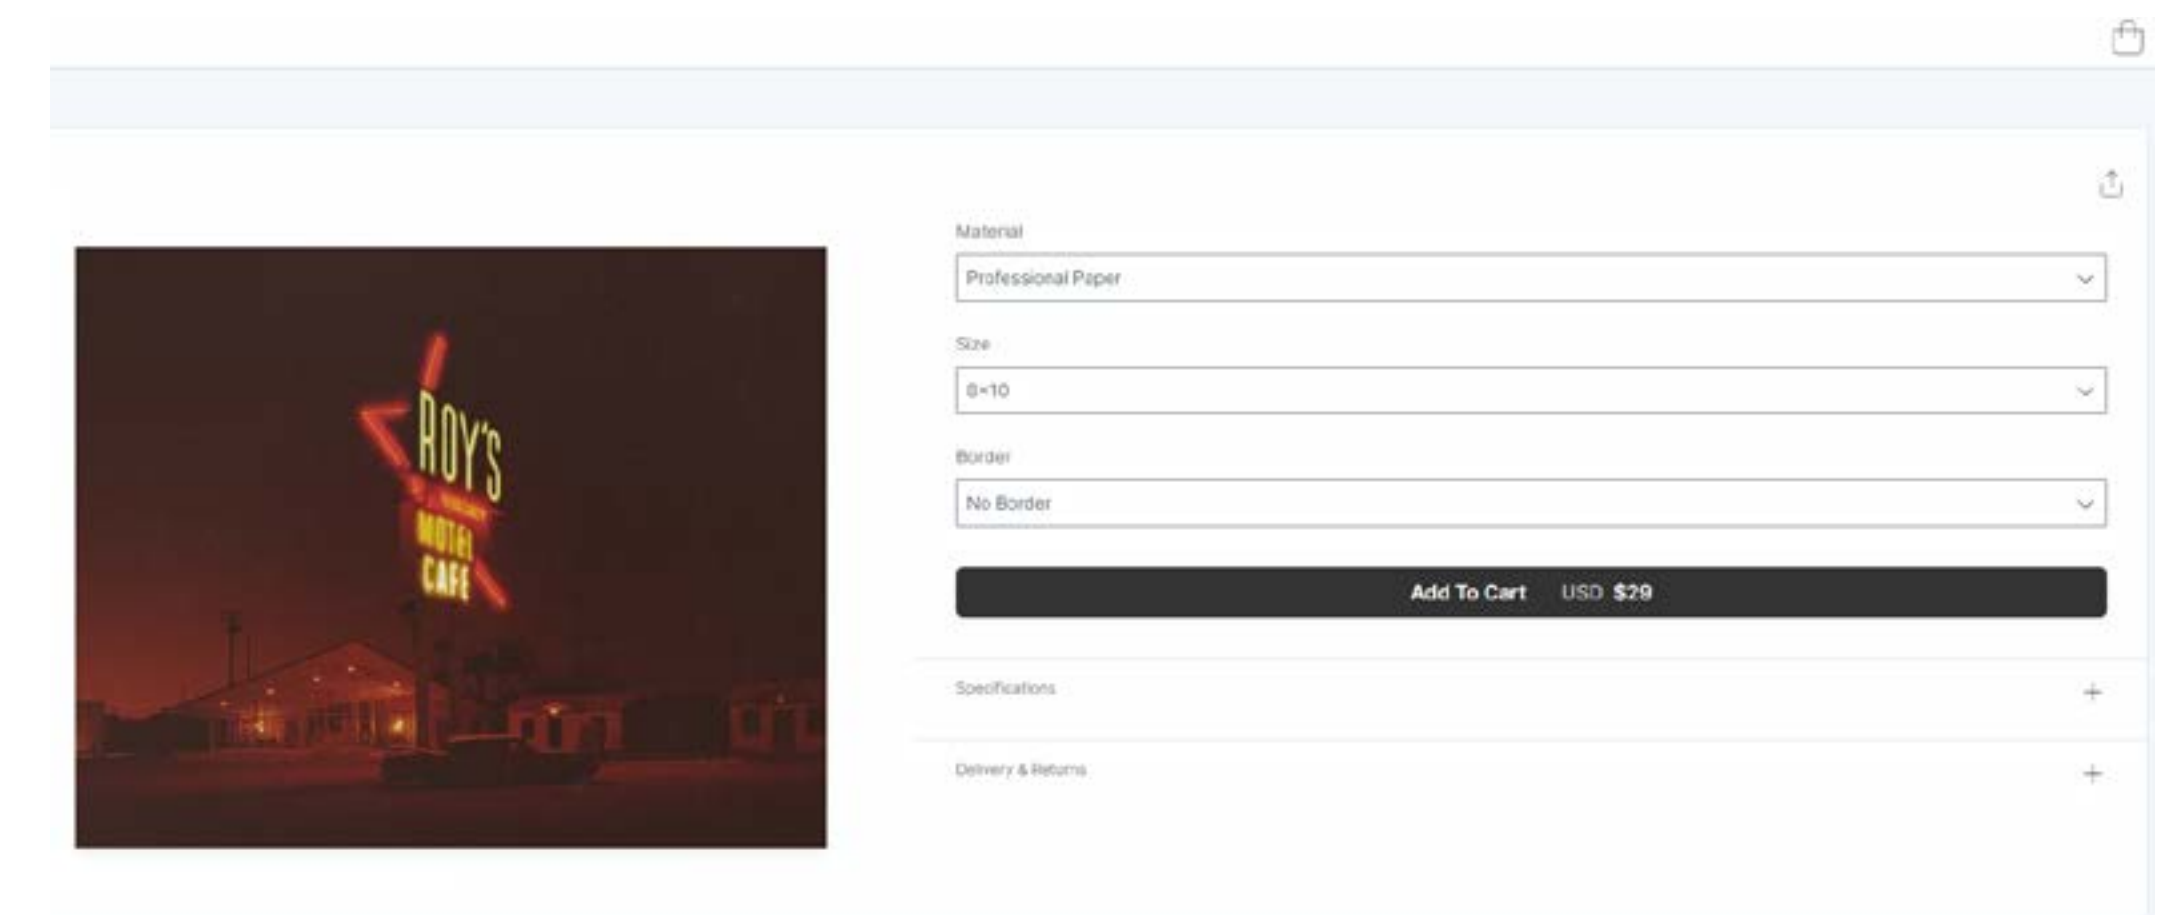 Material
Professional Paper
Size
8×10
Border
No Border
Add To Cart USD $29
Specifications
Delivery & Returns
ROY'S
MOTEL
CAFE